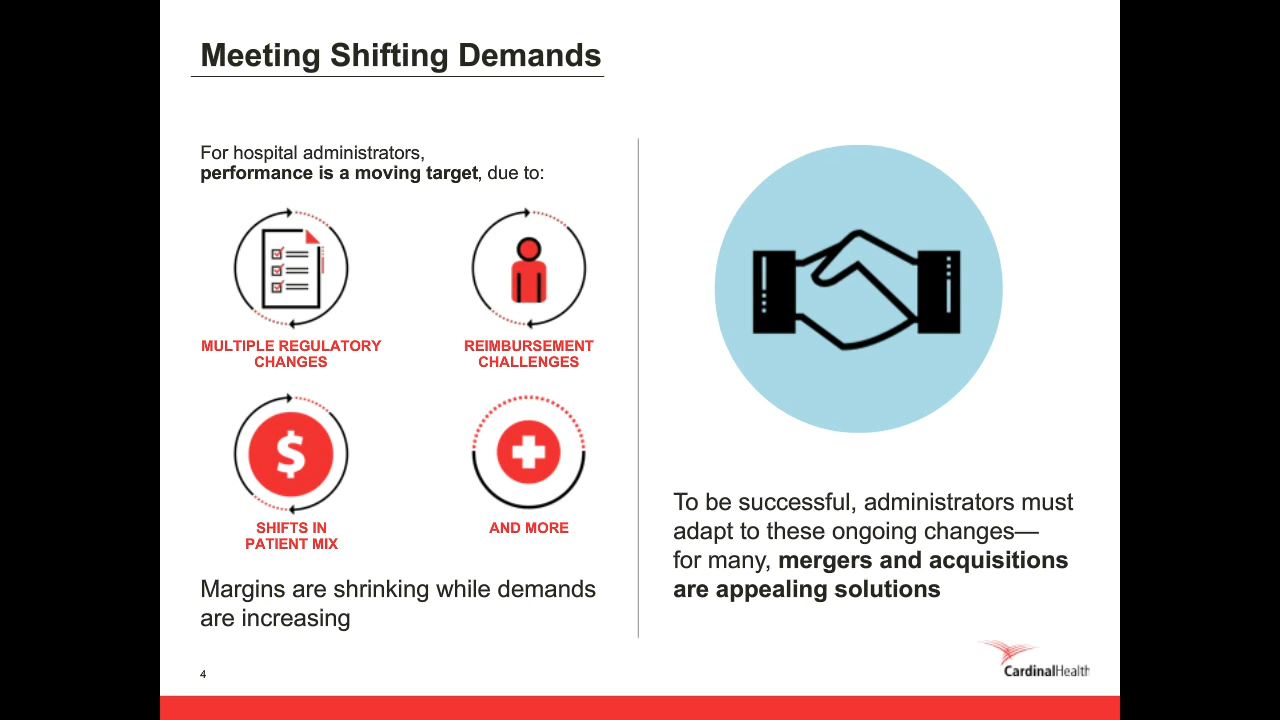 Meeting Shifting Demands
For hospital administrators,
performance is a moving target, due to:
MULTIPLE REGULATORY
CHANGES
REIMBURSEMENT
CHALLENGES
$
SHIFTS IN
PATIENT MIX
AND MORE
Margins are shrinking while demands
are increasing
To be successful, administrators must
adapt to these ongoing changes—
for many, mergers and acquisitions
are appealing solutions
4
CardinalHealth